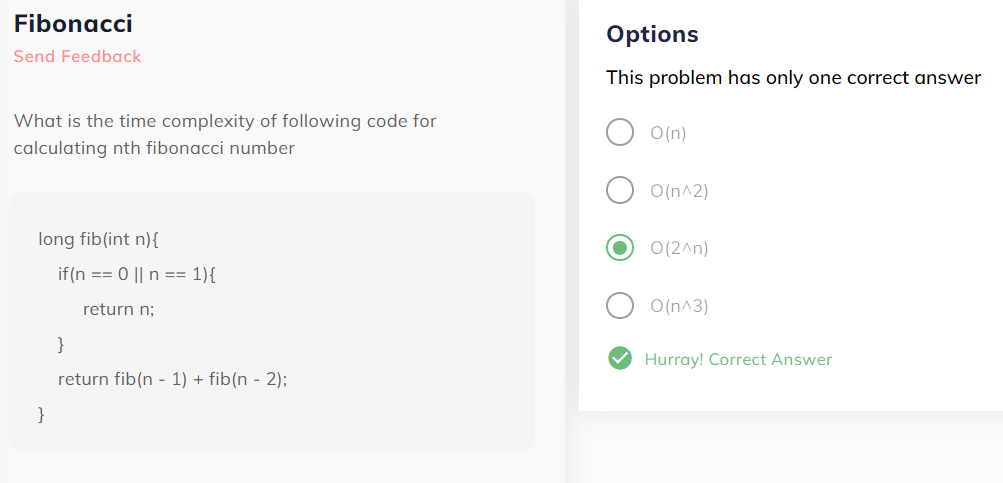 Fibonacci
Send Feedback
What is the time complexity of following code for
calculating nth fibonacci number
long fib(int n){
if(n == 0 || n == 1){
return n;
}
return fib(n - 1) + fib(n - 2);
}
Options
This problem has only one correct answer
O(n)
O(n^2)
O(2^n)
O(n^3)
Hurray! Correct Answer